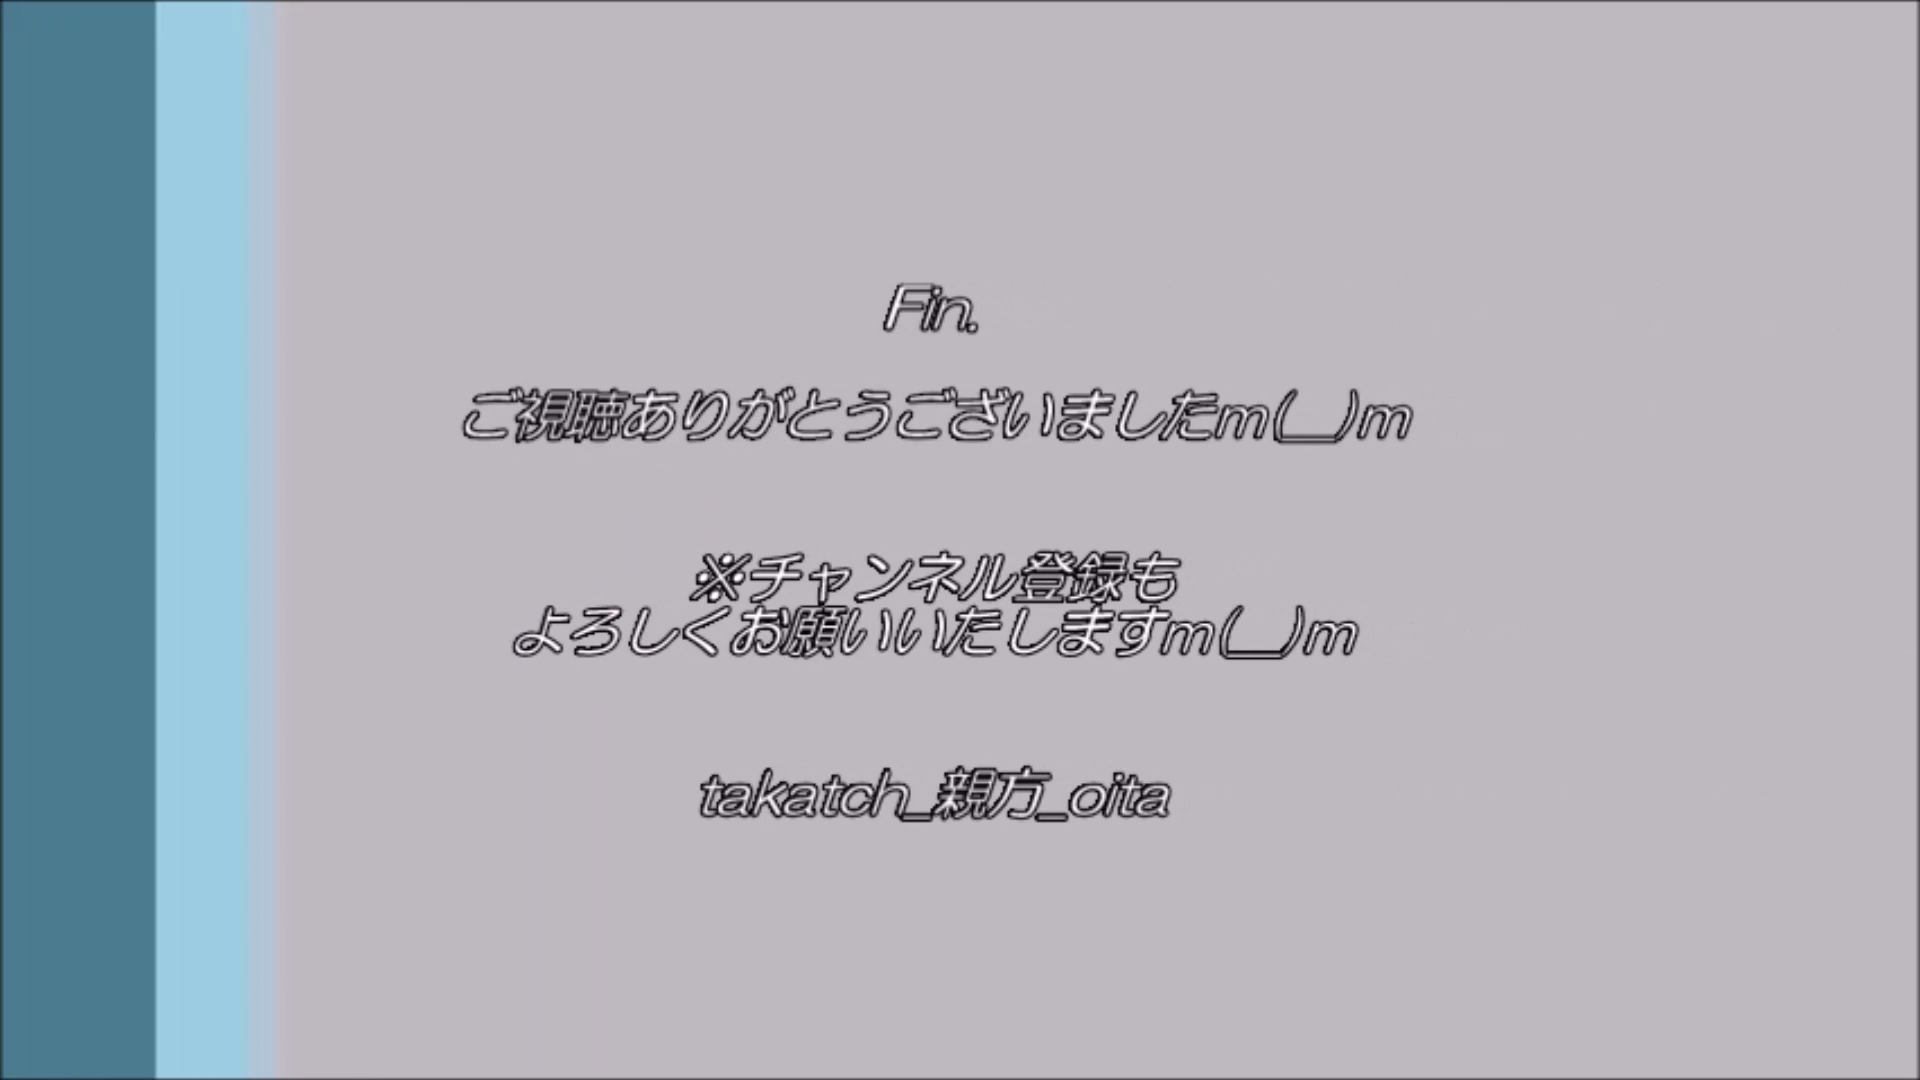 Fin.
ご視聴ありがとうございましたm(__)m
※チャンネル登録も
よろしくお願いいたしますm(__)m
takatch_親方_oita